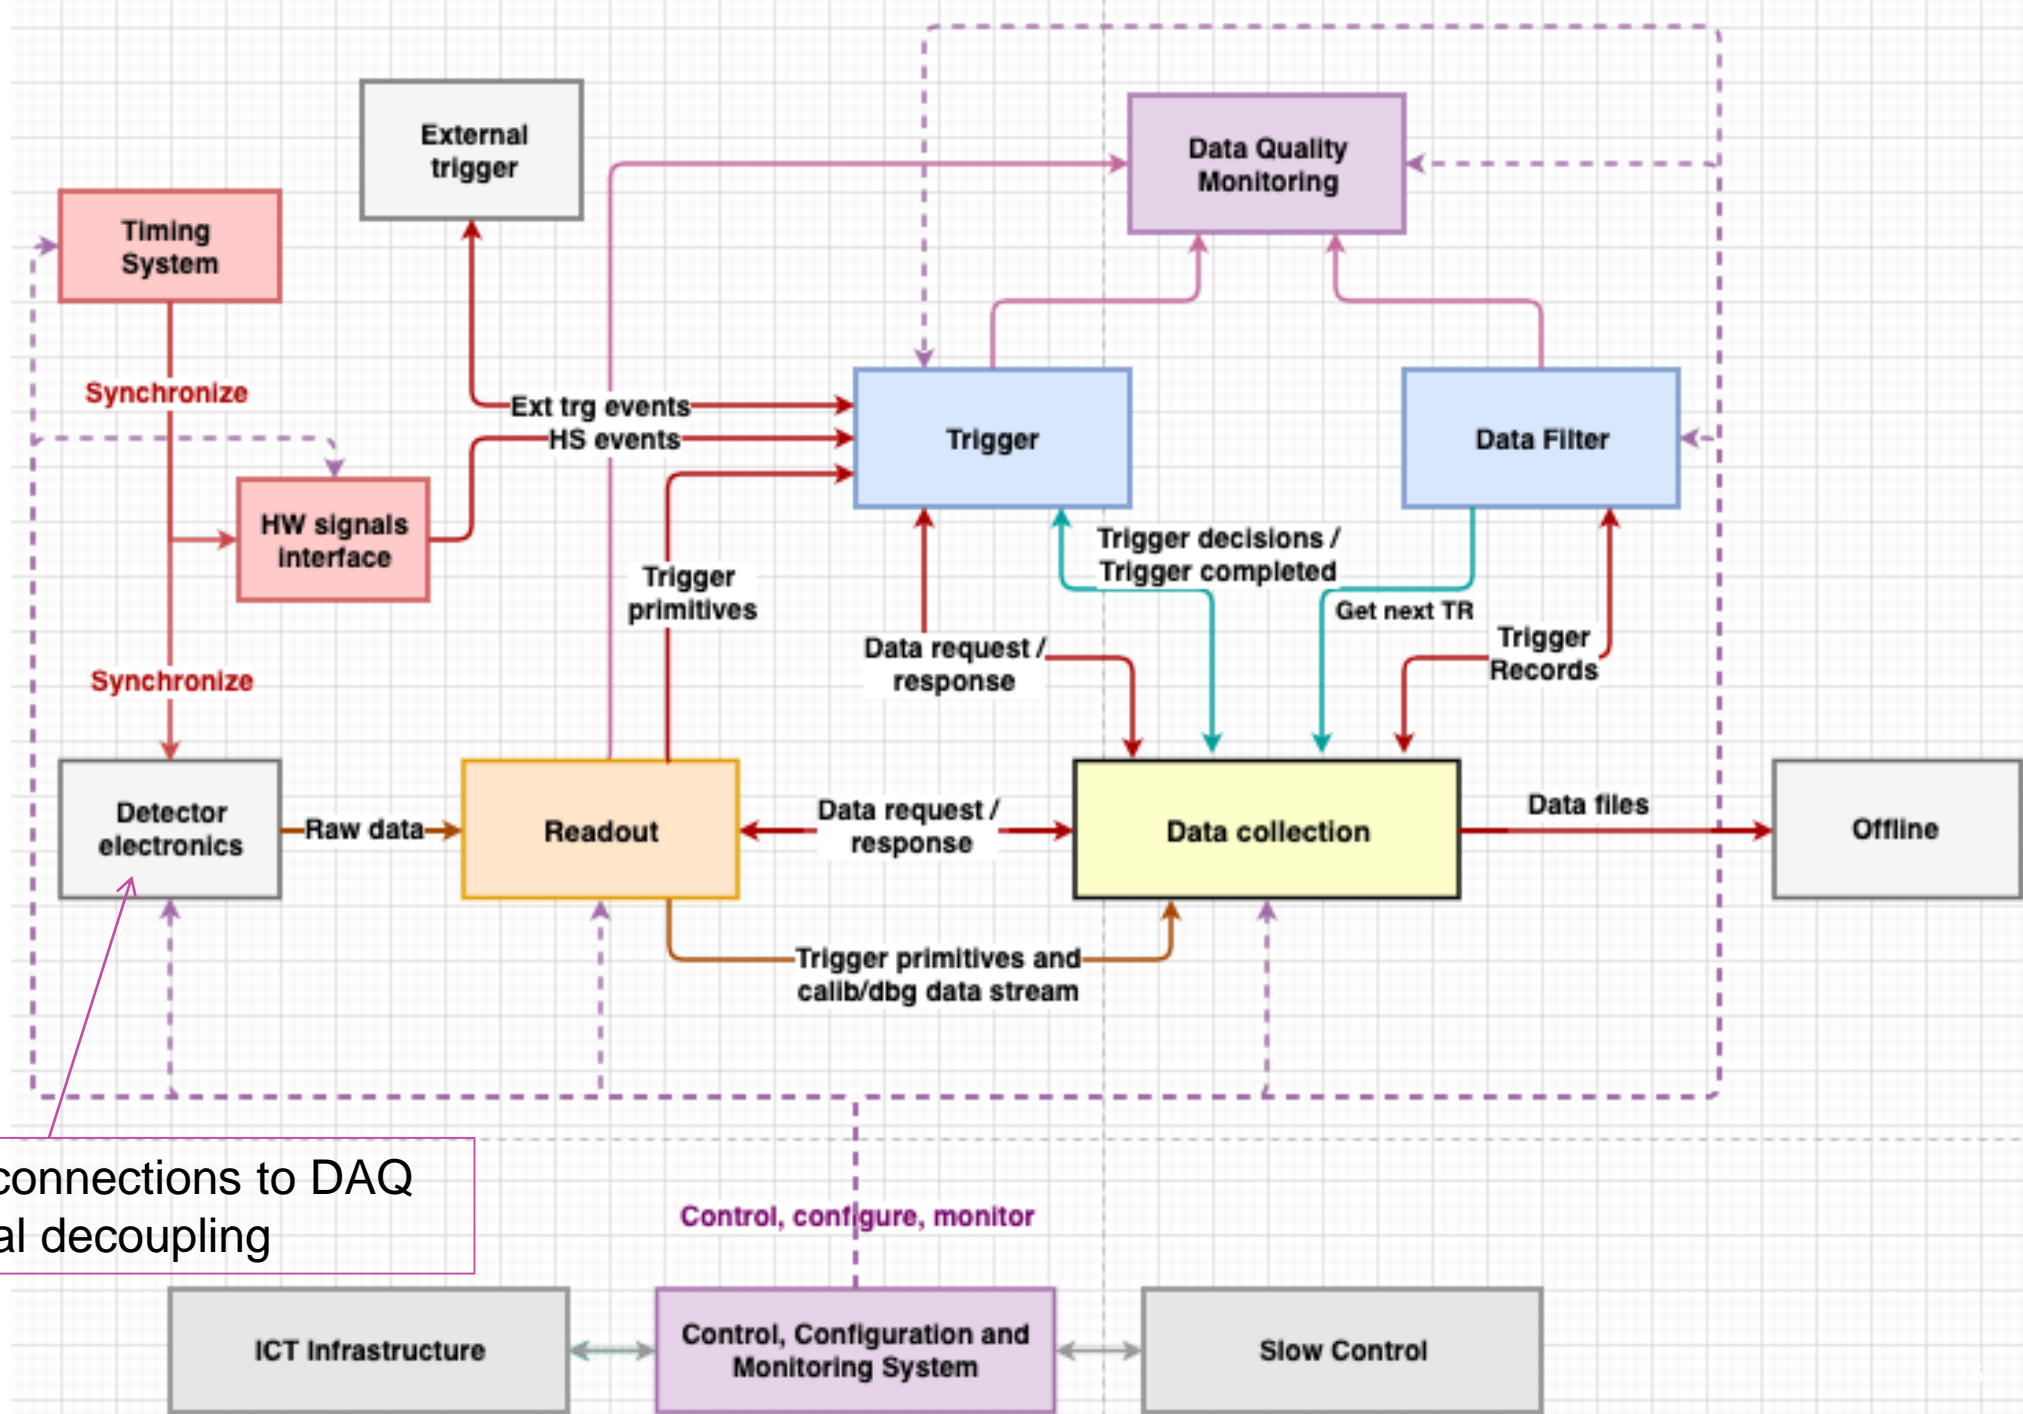 External
trigger
Data Quality
Monitoring
Timing
System
Synchronize
Ext trg events
HS events
Trigger
Data Filter
HW signals
interface
Trigger decisions /
Trigger completed
Trigger
primitives
Get next TR
Data request /
response
Trigger
Records
Synchronize
Detector
electronics
Raw data
Readout
Data request /
response
Data collection
Data files
Offline
Trigger primitives and
calib/dbg data stream
connections to DAQ
decoupling
Control, configure, monitor
ICT Infrastructure
Control, Configuration and
Monitoring System
Slow Control